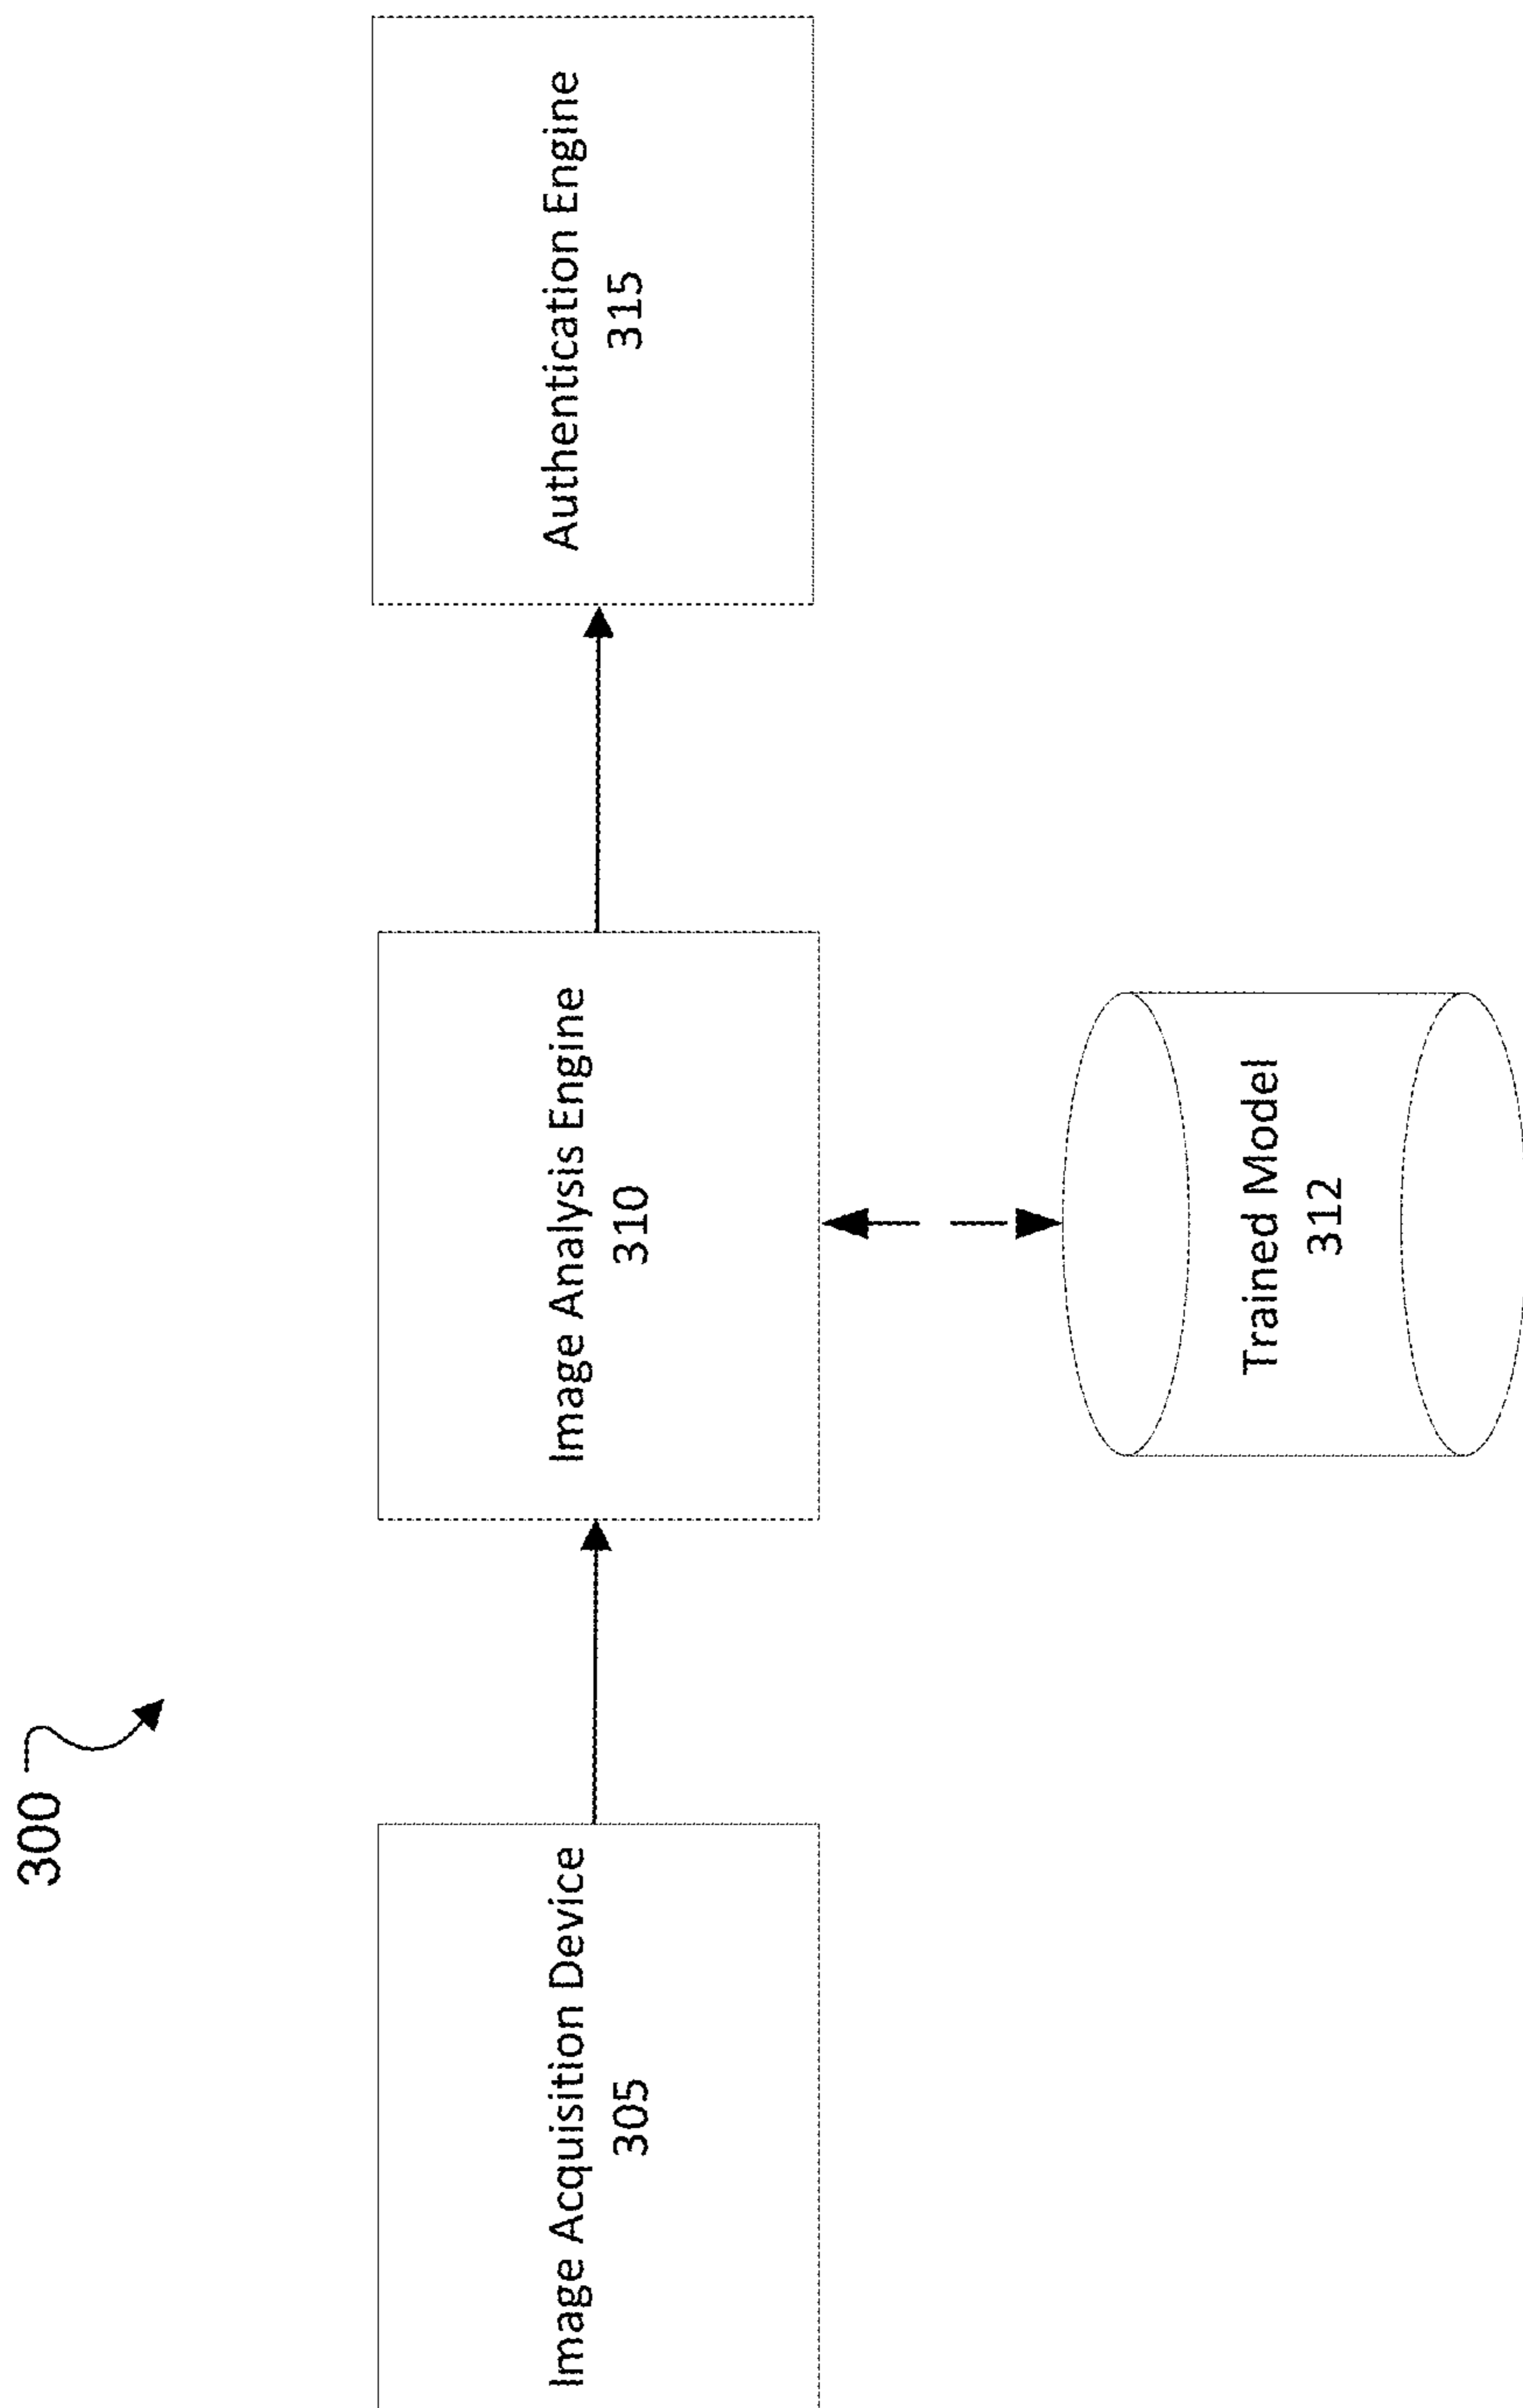 300
Image Acquisition Device
305
Image Analysis Engine
310
Authentication Engine
315
Trained Model
312